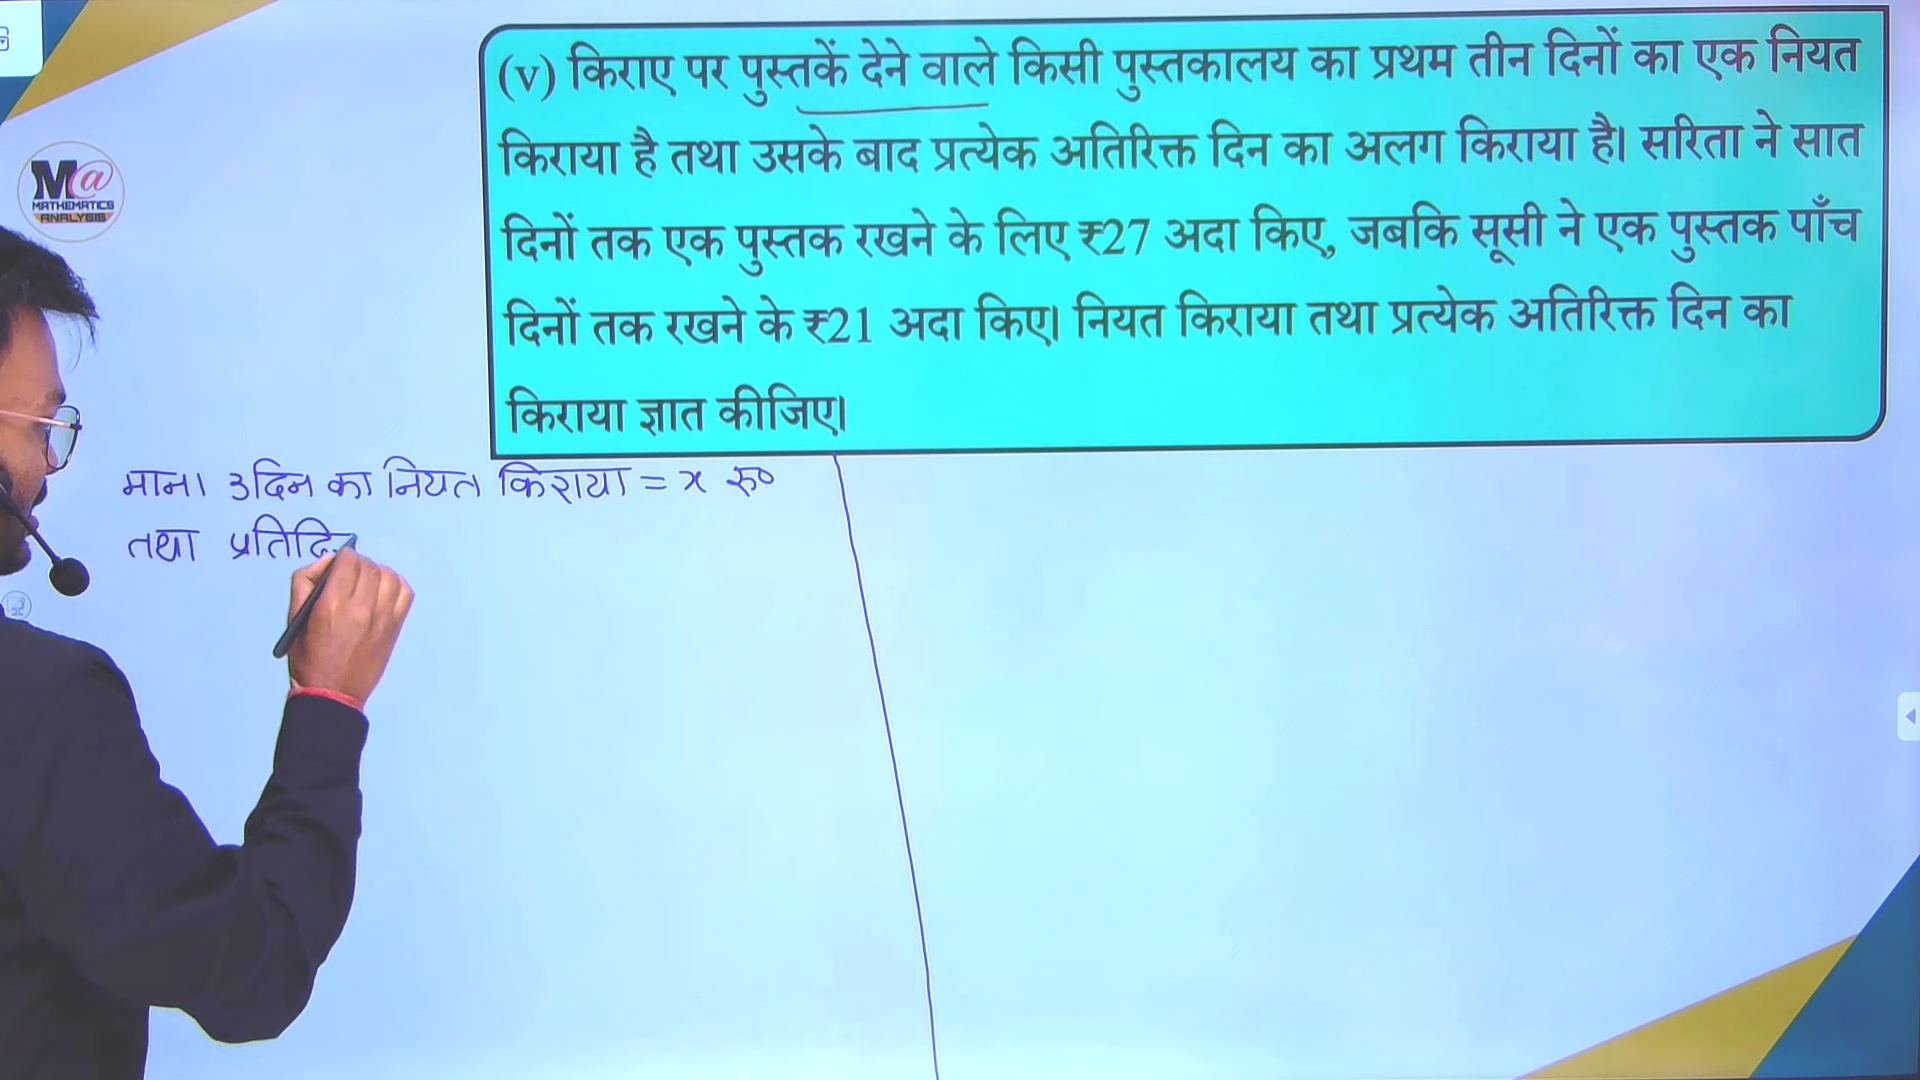 (v) किराए पर पुस्तकें देने वाले किसी पुस्तकालय का प्रथम तीन दिनों का एक नियत
किराया है तथा उसके बाद प्रत्येक अतिरिक्त दिन का अलग किराया है। सरिता ने सात
दिनों तक एक पुस्तक रखने के लिए ₹27 अदा किए, जबकि सूसी ने एक पुस्तक पाँच
दिनों तक रखने के ₹21 अदा किए। नियत किराया तथा प्रत्येक अतिरिक्त दिन का
किराया ज्ञात कीजिए।
M@
MATHEMATICS
ANALYSIS
माना 3दिन का नियत किराया = x रु०
तथा प्रतिदिन